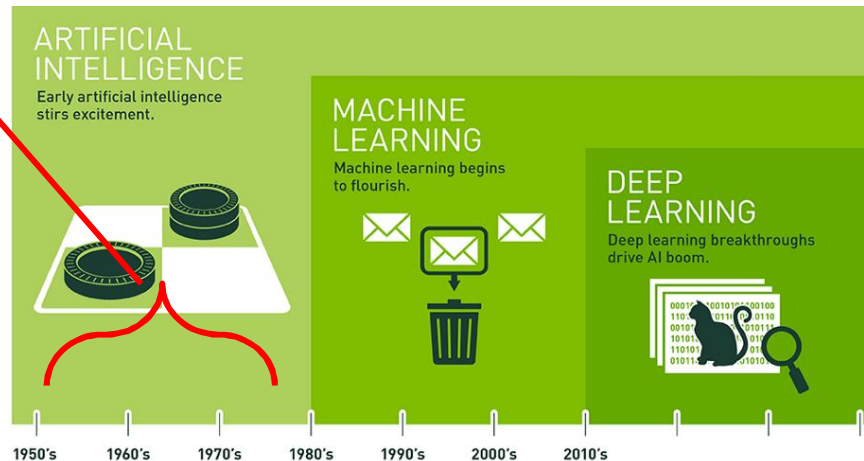 ARTIFICIAL
INTELLIGENCE
Early artificial intelligence
stirs excitement.
MACHINE
LEARNING
Machine learning begins
to flourish.
DEEP
LEARNING
Deep learning breakthroughs
drive AI boom.
1950's 1960's 1970's 1980's 1990's 2000's 2010's